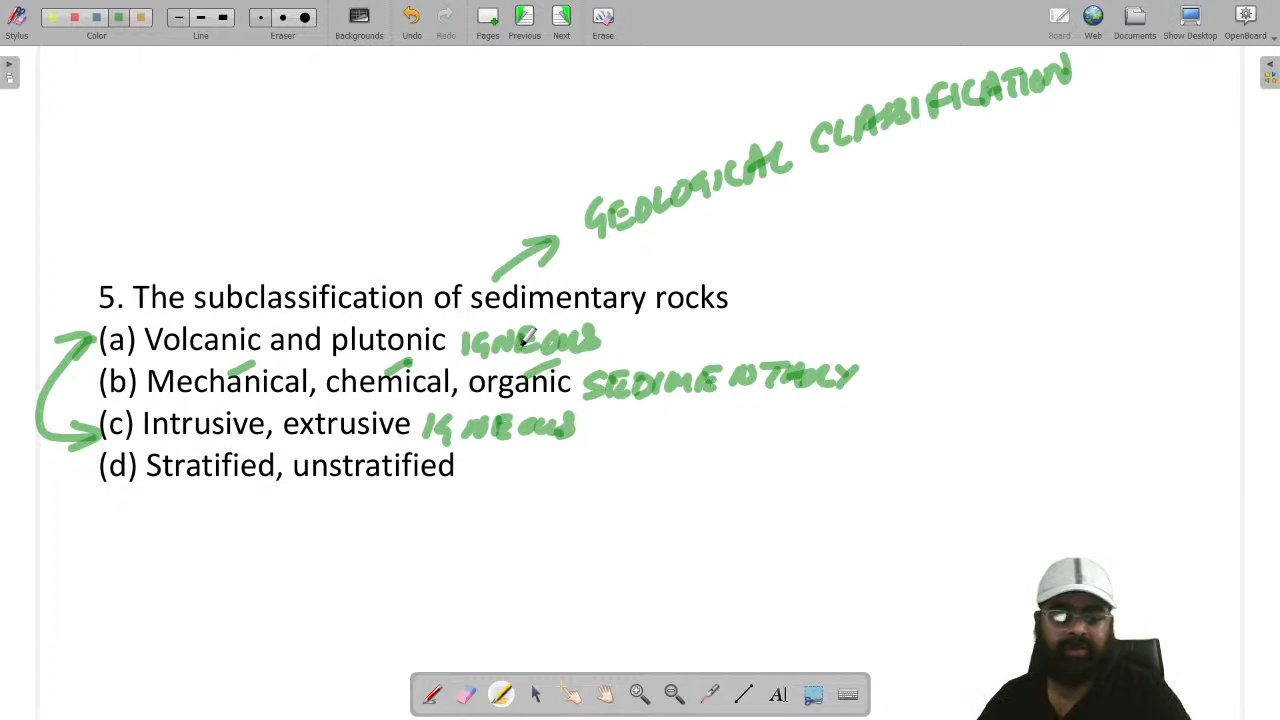 Stylus Color Line Eraser Backgrounds Undo Redo Pages Previous Next Erase Board Web Documents Show Desktop OpenBoard
GEOLOGICAL CLASSIFICATION
5. The subclassification of sedimentary rocks
(a) Volcanic and plutonic IGNEOUS
(b) Mechanical, chemical, organic SEDIMENTARY
(c) Intrusive, extrusive IGNEOUS
(d) Stratified, unstratified
AI